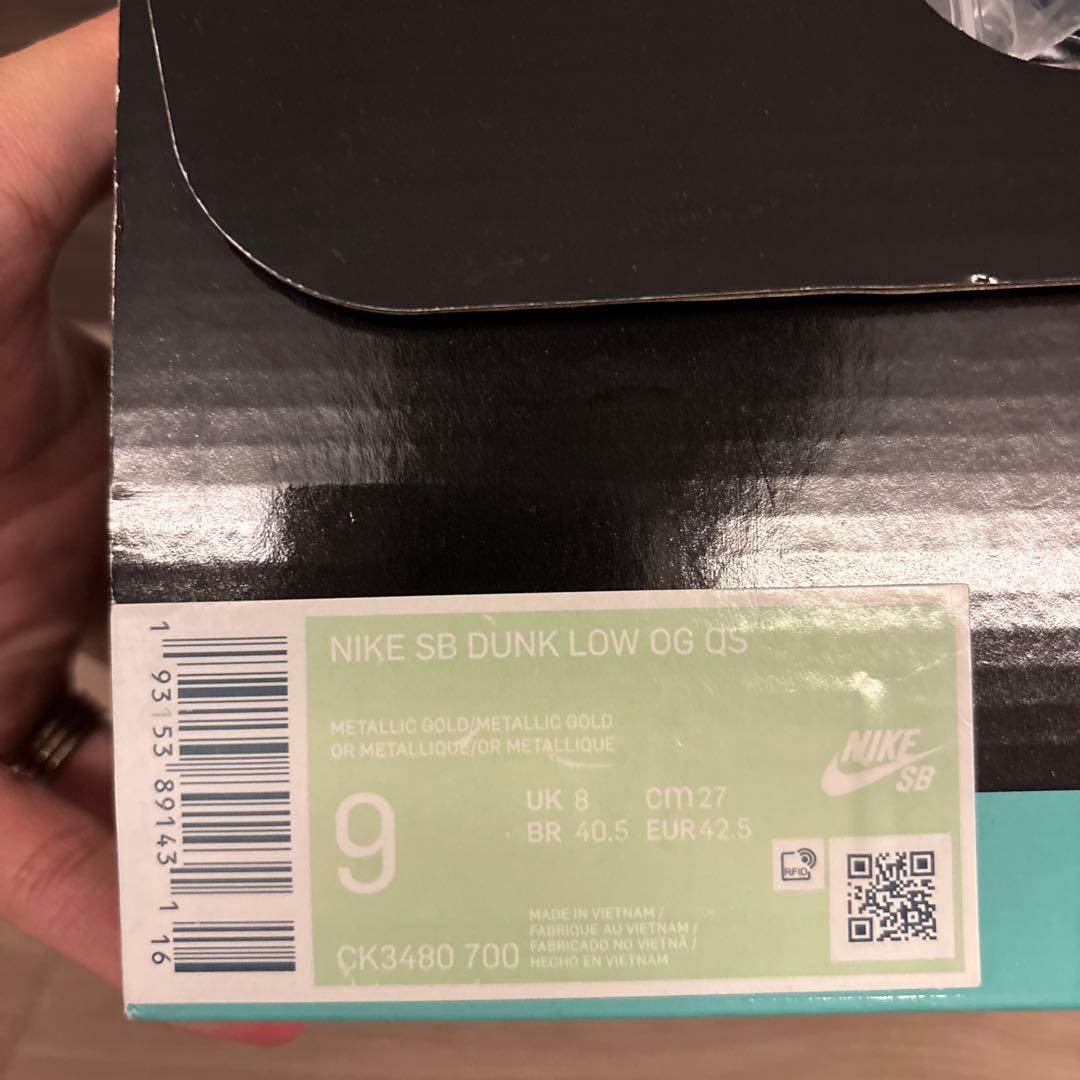 NIKE SB DUNK LOW OG QS
METALLIC GOLD/METALLIC GOLD
OR METALLIQUE/OR METALLIQUE
9
UK 8 cm 27
BR 40.5 EUR 42.5
NIKE
SB
RFID
MADE IN VIETNAM /
FABRIQUE AU VIETNAM /
FABRICADO NO VIETNÃ /
HECHO EN VIETNAM
CK3480 700
1 93153 89143 1 16